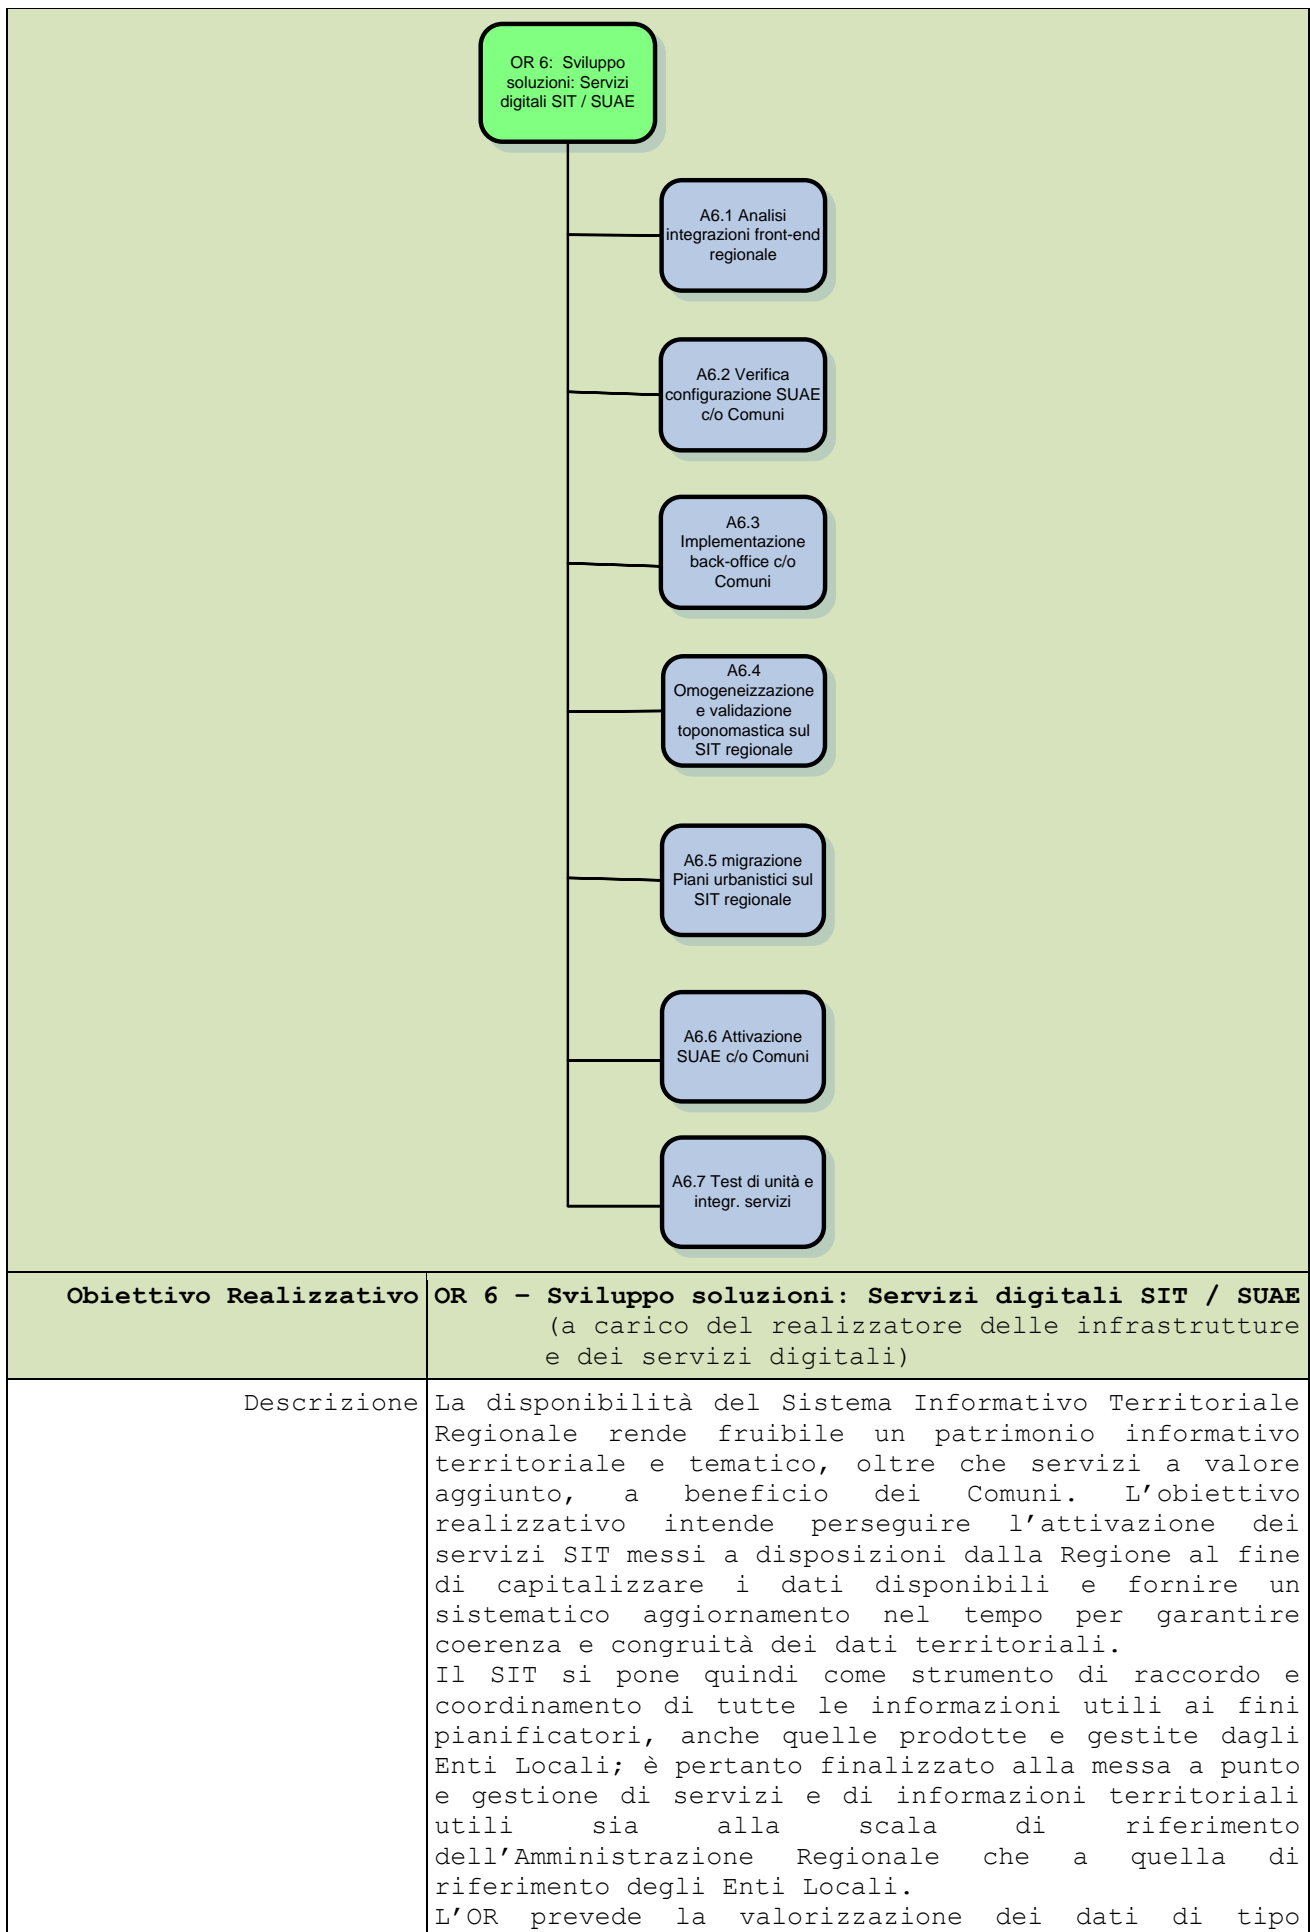 OR 6: Sviluppo
soluzioni: Servizi
digitali SIT / SUAE
A6.1 Analisi
integrazioni front-end
regionale
A6.2 Verifica
configurazione SUAE
c/o Comuni
A6.3
Implementazione
back-office c/o
Comuni
A6.4
Omogeneizzazione
e validazione
toponomastica sul
SIT regionale
A6.5 migrazione
Piani urbanistici sul
SIT regionale
A6.6 Attivazione
SUAE c/o Comuni
A6.7 Test di unità e
integr. servizi
Obiettivo Realizzativo
OR 6 – Sviluppo soluzioni: Servizi digitali SIT / SUAE
(a carico del realizzatore delle infrastrutture
e dei servizi digitali)
Descrizione
La disponibilità del Sistema Informativo Territoriale
Regionale rende fruibile un patrimonio informativo
territoriale e tematico, oltre che servizi a valore
aggiunto, a beneficio dei Comuni. L’obiettivo
realizzativo intende perseguire l’attivazione dei
servizi SIT messi a disposizioni dalla Regione al fine
di capitalizzare i dati disponibili e fornire un
sistematico aggiornamento nel tempo per garantire
coerenza e congruità dei dati territoriali.
Il SIT si pone quindi come strumento di raccordo e
coordinamento di tutte le informazioni utili ai fini
pianificatori, anche quelle prodotte e gestite dagli
Enti Locali; è pertanto finalizzato alla messa a punto
e gestione di servizi e di informazioni territoriali
utili sia alla scala di riferimento
dell’Amministrazione Regionale che a quella di
riferimento degli Enti Locali.
L’OR prevede la valorizzazione dei dati di tipo